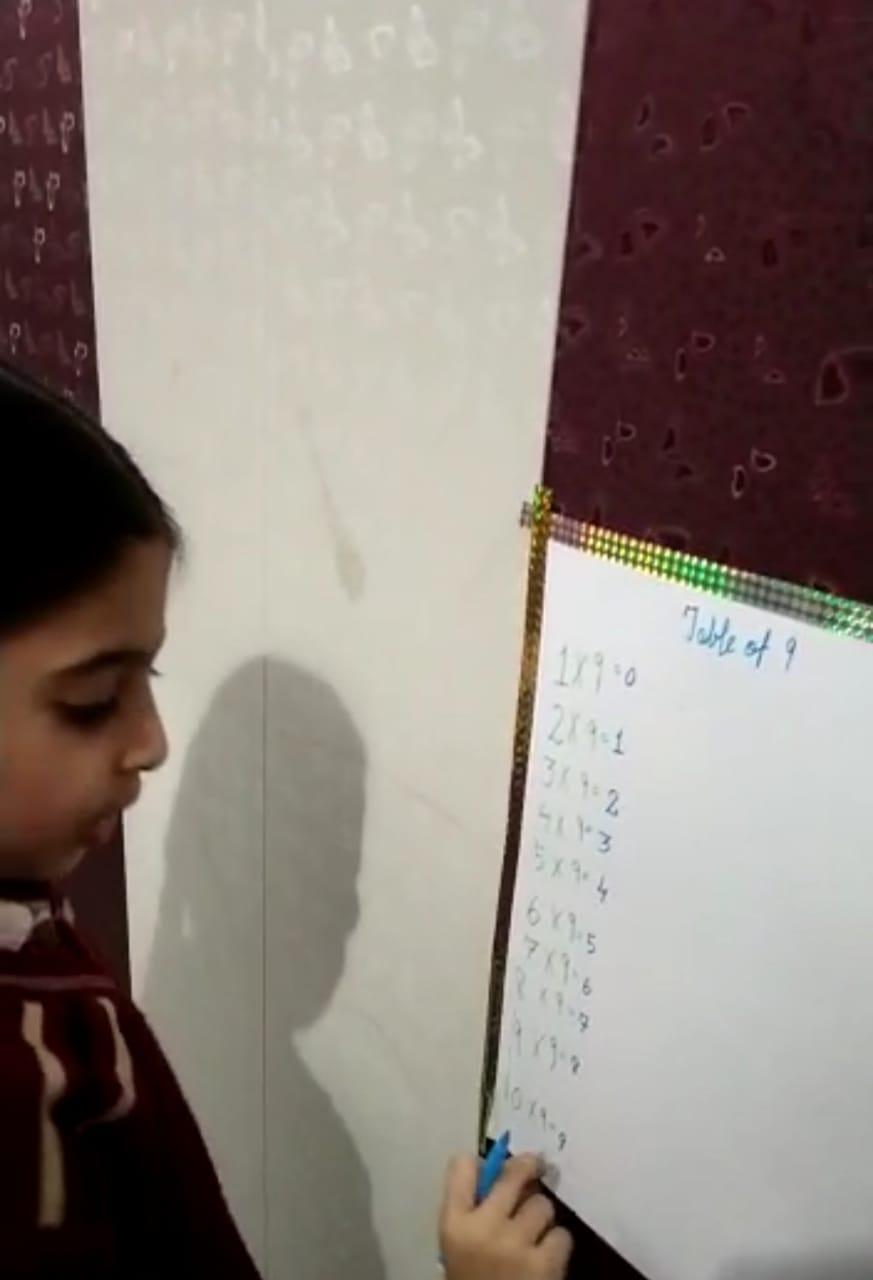 Table of 9
1X9=0
2X9=1
3X9=2
4X9=3
5X9=4
6X9=5
7X9=6
8X9=7
9X9=8
10X9=9